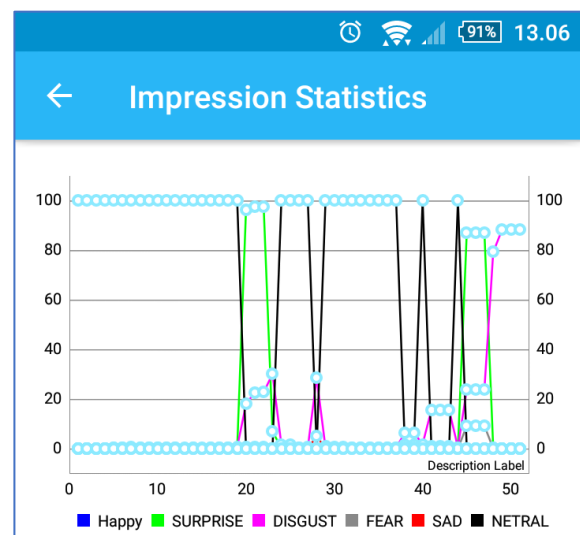 91% 13.06
Impression Statistics
100 100
80 80
60 60
40 40
20 20
0 0
Description Label
0 10 20 30 40 50
Happy SURPRISE DISGUST FEAR SAD NETRAL